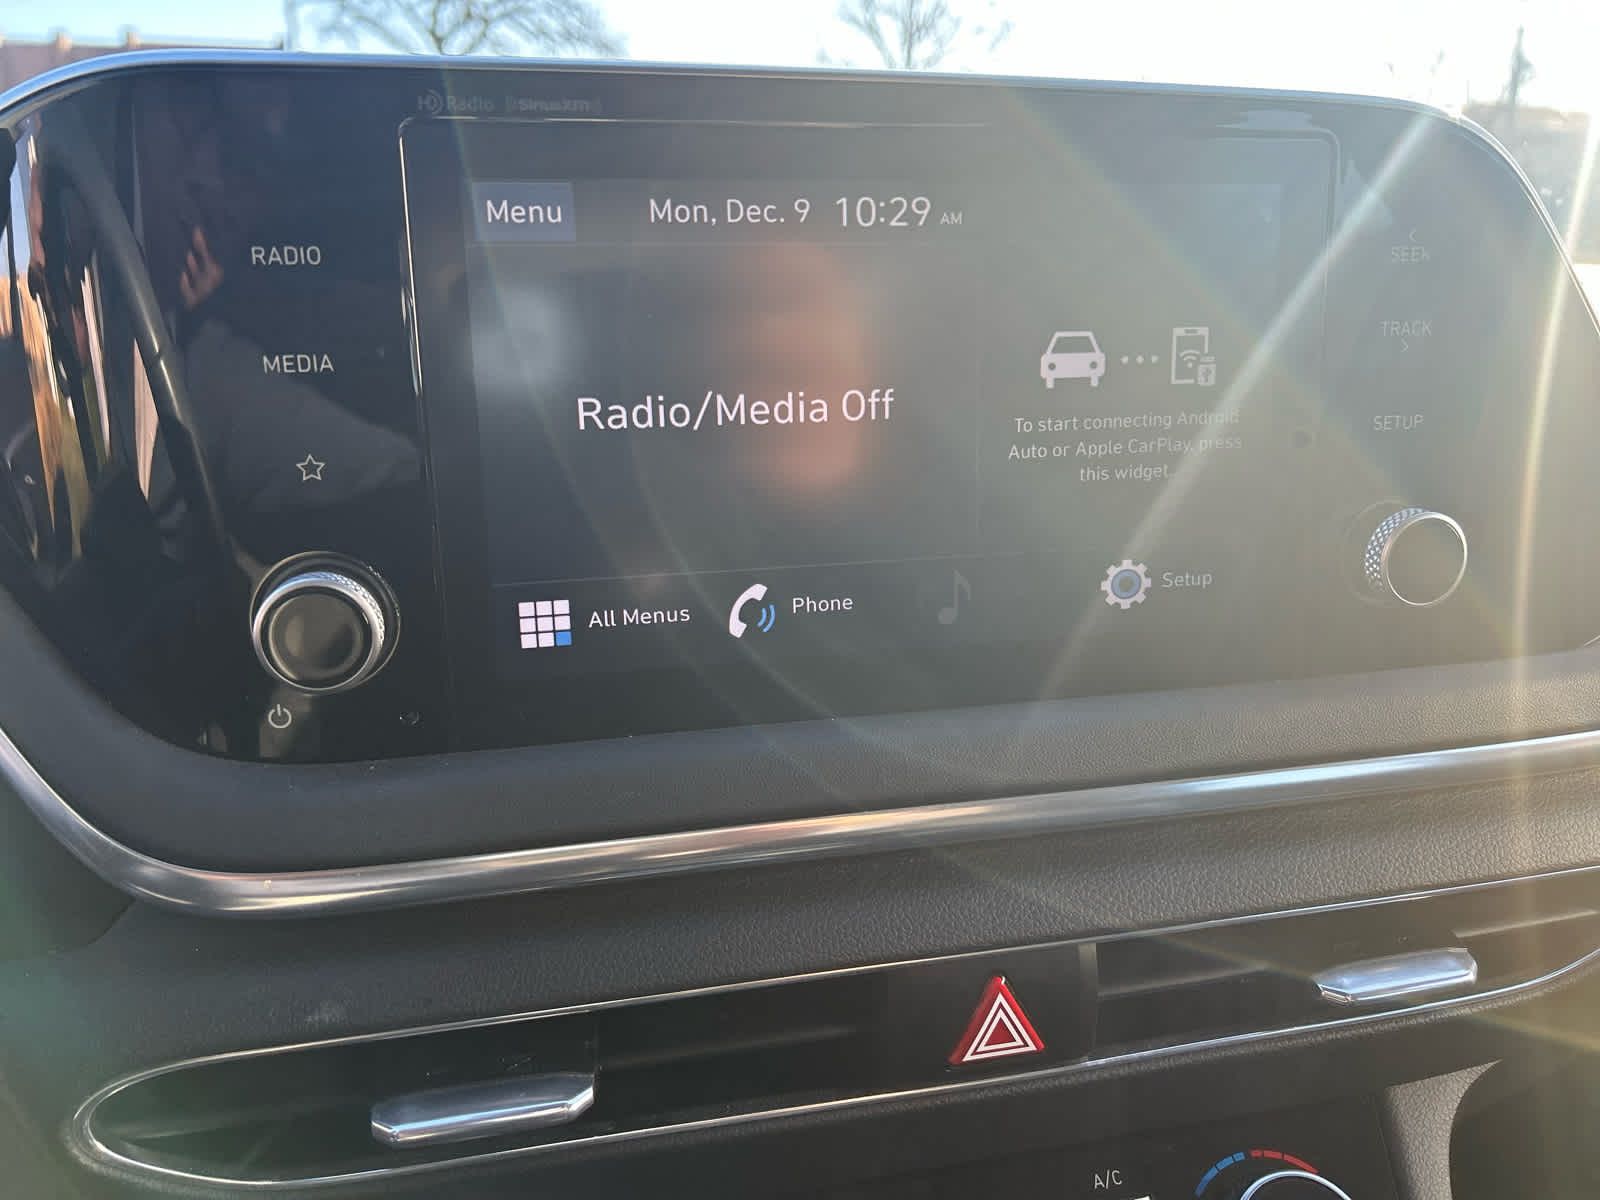 HD Radio SiriusXM
Menu
Mon, Dec. 9 10:29 AM
RADIO
MEDIA
Radio/Media Off
To start connecting Android
Auto or Apple CarPlay, press
this widget.
< SEEK
TRACK >
SETUP
All Menus
Phone
Setup
A/C